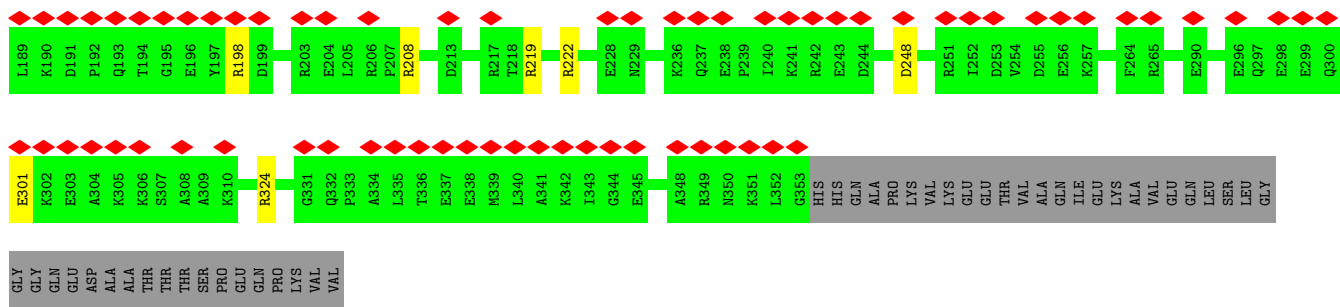 L189 K190 D191 P192 Q193 T194 G195 E196 Y197 R198 D199 R203 E204 L205 R206 P207 R208 D213 R217 T218 R219 R222 E228 N229 K236 Q237 E238 P239 I240 K241 R242 E243 D244 D248 R251 I252 D253 V254 D255 E256 K257 F264 R265 E290 E296 Q297 E298 E299 Q300
E301 K302 E303 A304 K305 K306 S307 A308 A309 K310 R324 G331 Q332 P333 A334 L335 T336 E337 E338 M339 L340 A341 K342 I343 G344 E345 A348 R349 N350 K351 L352 G353 HIS HIS GLN ALA PRO LYS VAL LYS GLU GLU THR VAL ALA GLN ILE GLU LYS ALA VAL GLU GLN LEU SER LEU GLY
GLY GLY GLN GLU ASP ALA ALA THR THR THR SER PRO GLU GLN PRO LYS VAL VAL